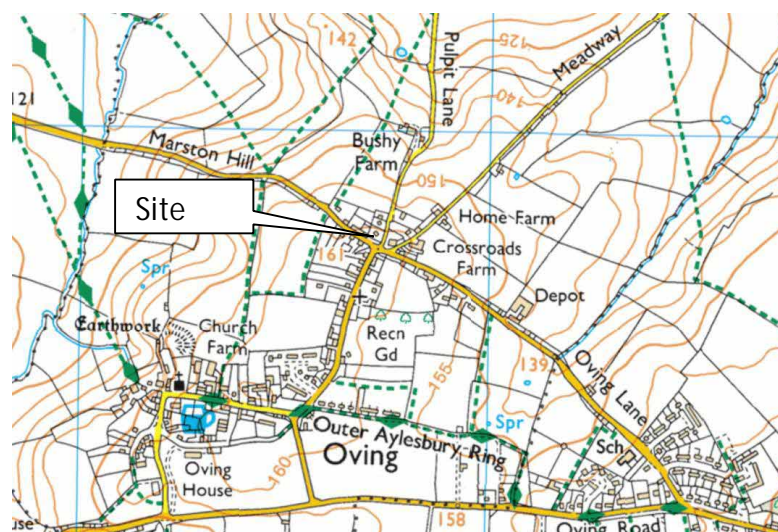 142
125
Pulpit
Lane
Meadway
140
121
Marston Hill
Bushy
Farm
150
Site
Home Farm
161
Crossroads
Farm
Spr
Depot
Earthwork
Church
Farm
Recn
Gd
155
139
Oving Lane
Outer Aylesbury Ring
Spr
Oving
Sch
Oving
House
160
158
Oving Road